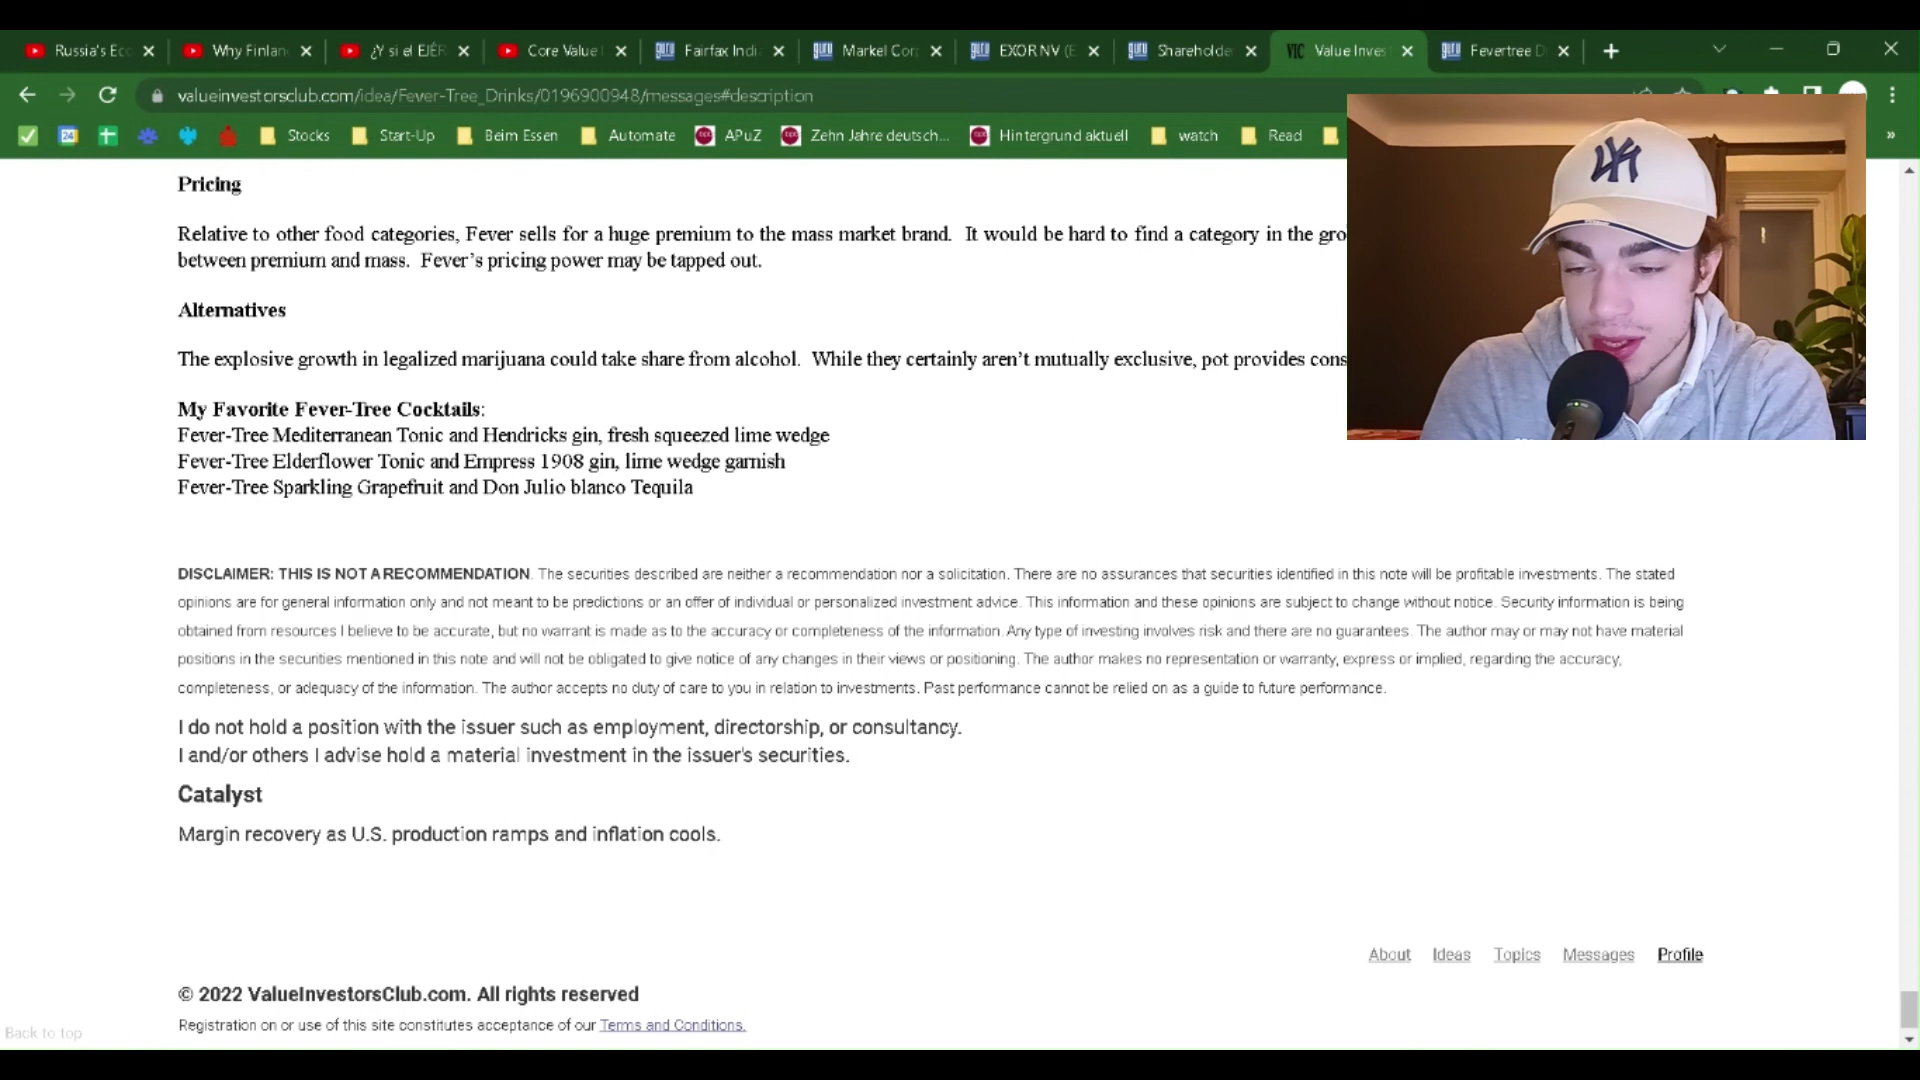 Russia's Ec
Why Finlan
¿Y si el EJÉR
Core Value
Fairfax Indi
Markel Cor
EXOR NV (E
Shareholde
VIC Value Inves
Fevertree D
valueinvestorsclub.com/idea/Fever-Tree_Drinks/0196900948/messages#description
24
Stocks
Start-Up
Beim Essen
Automate
APuZ
Zehn Jahre deutsch...
Hintergrund aktuell
watch
Read
»
Pricing
Relative to other food categories, Fever sells for a huge premium to the mass market brand. It would be hard to find a category in the gro
between premium and mass. Fever's pricing power may be tapped out.
Alternatives
The explosive growth in legalized marijuana could take share from alcohol. While they certainly aren't mutually exclusive, pot provides cons
My Favorite Fever-Tree Cocktails:
Fever-Tree Mediterranean Tonic and Hendricks gin, fresh squeezed lime wedge
Fever-Tree Elderflower Tonic and Empress 1908 gin, lime wedge garnish
Fever-Tree Sparkling Grapefruit and Don Julio blanco Tequila
DISCLAIMER: THIS IS NOT A RECOMMENDATION. The securities described are neither a recommendation nor a solicitation. There are no assurances that securities identified in this note will be profitable investments. The stated
opinions are for general information only and not meant to be predictions or an offer of individual or personalized investment advice. This information and these opinions are subject to change without notice. Security information is being
obtained from resources I believe to be accurate, but no warrant is made as to the accuracy or completeness of the information. Any type of investing involves risk and there are no guarantees. The author may or may not have material
positions in the securities mentioned in this note and will not be obligated to give notice of any changes in their views or positioning. The author makes no representation or warranty, express or implied, regarding the accuracy,
completeness, or adequacy of the information. The author accepts no duty of care to you in relation to investments. Past performance cannot be relied on as a guide to future performance.
I do not hold a position with the issuer such as employment, directorship, or consultancy.
I and/or others I advise hold a material investment in the issuer's securities.
Catalyst
Margin recovery as U.S. production ramps and inflation cools.
About Ideas Topics Messages Profile
© 2022 ValueInvestorsClub.com. All rights reserved
Registration on or use of this site constitutes acceptance of our Terms and Conditions.
Back to top